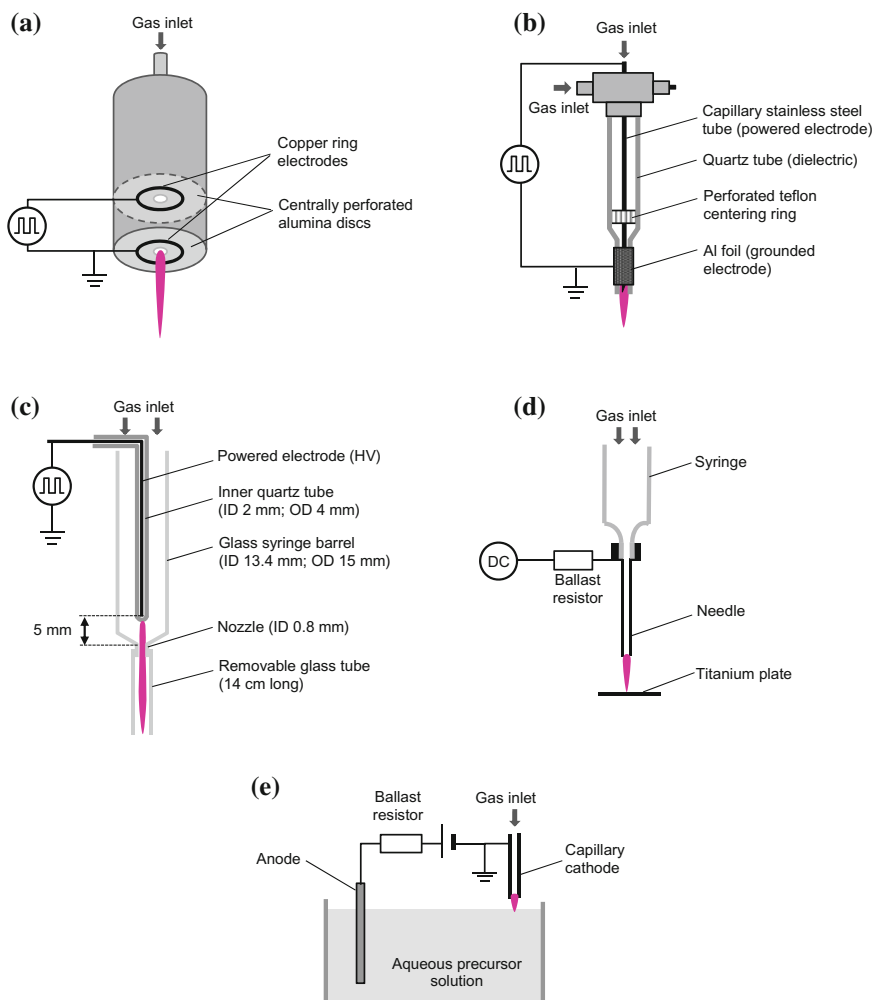 (a)
Gas inlet
Copper ring
electrodes
Centrally perforated
alumina discs
(b)
Gas inlet
Gas inlet
Capillary stainless steel
tube (powered electrode)
Quartz tube (dielectric)
Perforated teflon
centering ring
Al foil (grounded
electrode)
(c)
Gas inlet
Powered electrode (HV)
Inner quartz tube
(ID 2 mm; OD 4 mm)
Glass syringe barrel
(ID 13.4 mm; OD 15 mm)
5 mm
Nozzle (ID 0.8 mm)
Removable glass tube
(14 cm long)
(d)
Gas inlet
Syringe
DC
Ballast
resistor
Needle
Titanium plate
(e)
Ballast
resistor
Gas inlet
Anode
Capillary
cathode
Aqueous precursor
solution